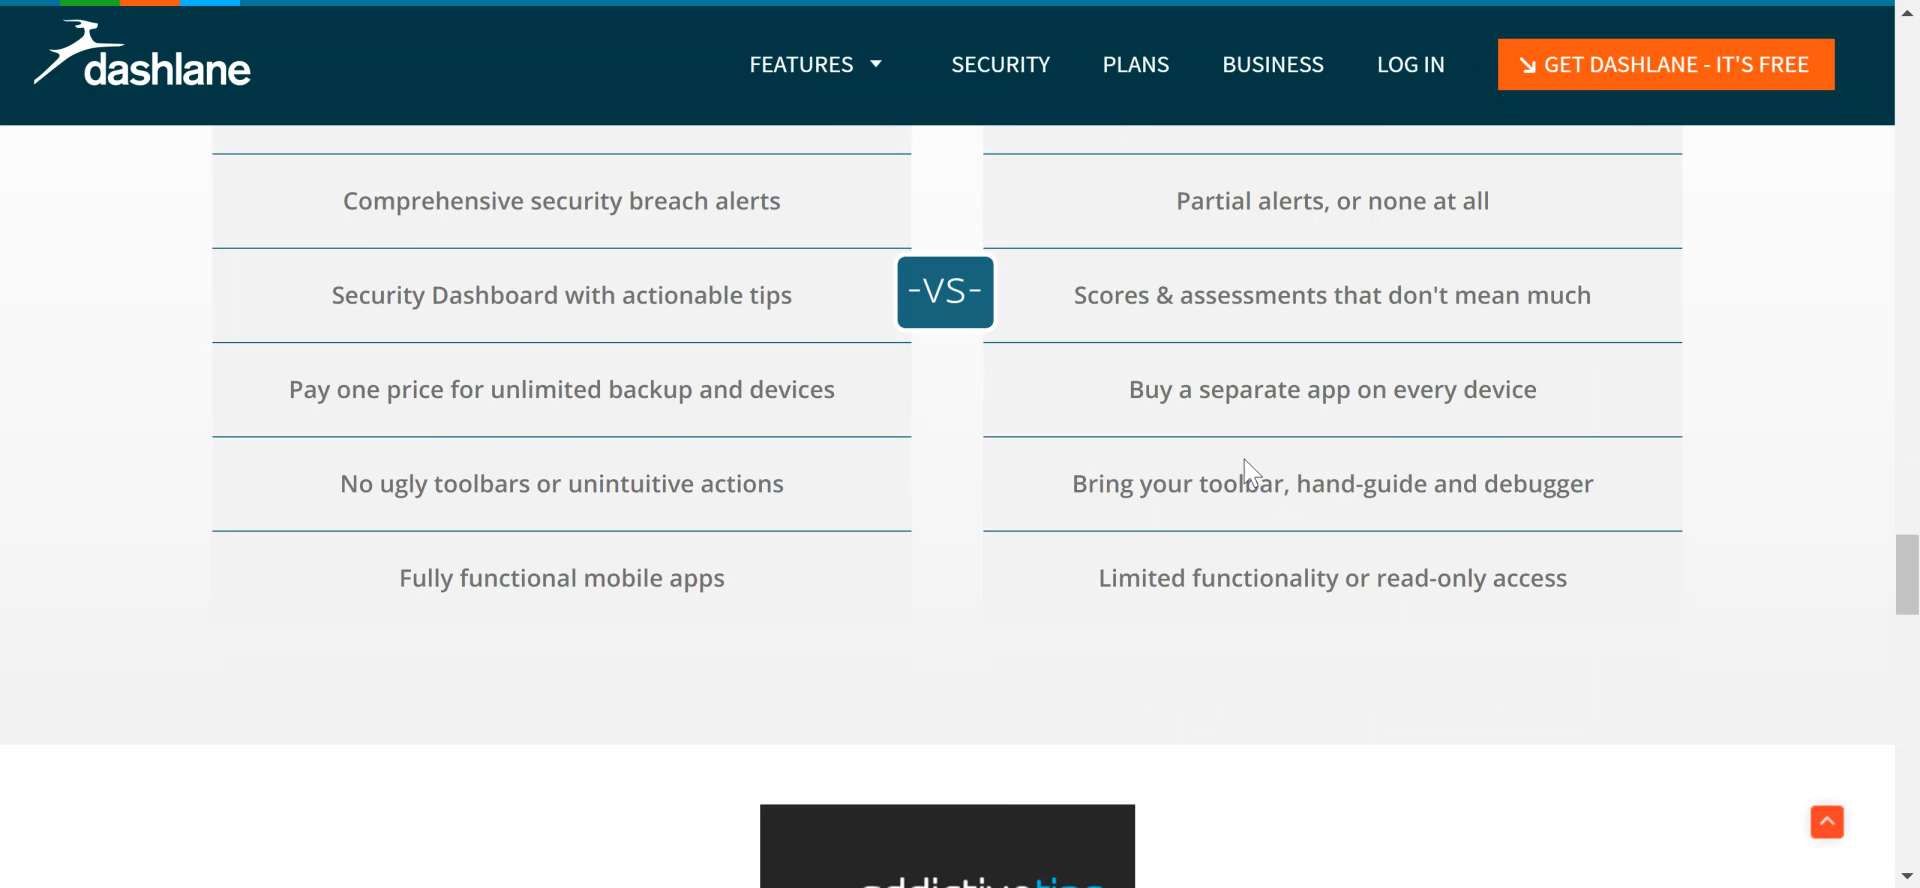 dashlane
FEATURES
SECURITY
PLANS
BUSINESS
LOG IN
GET DASHLANE - IT'S FREE
Comprehensive security breach alerts
Partial alerts, or none at all
Security Dashboard with actionable tips
-VS-
Scores & assessments that don't mean much
Pay one price for unlimited backup and devices
Buy a separate app on every device
No ugly toolbars or unintuitive actions
Bring your toolbar, hand-guide and debugger
Fully functional mobile apps
Limited functionality or read-only access